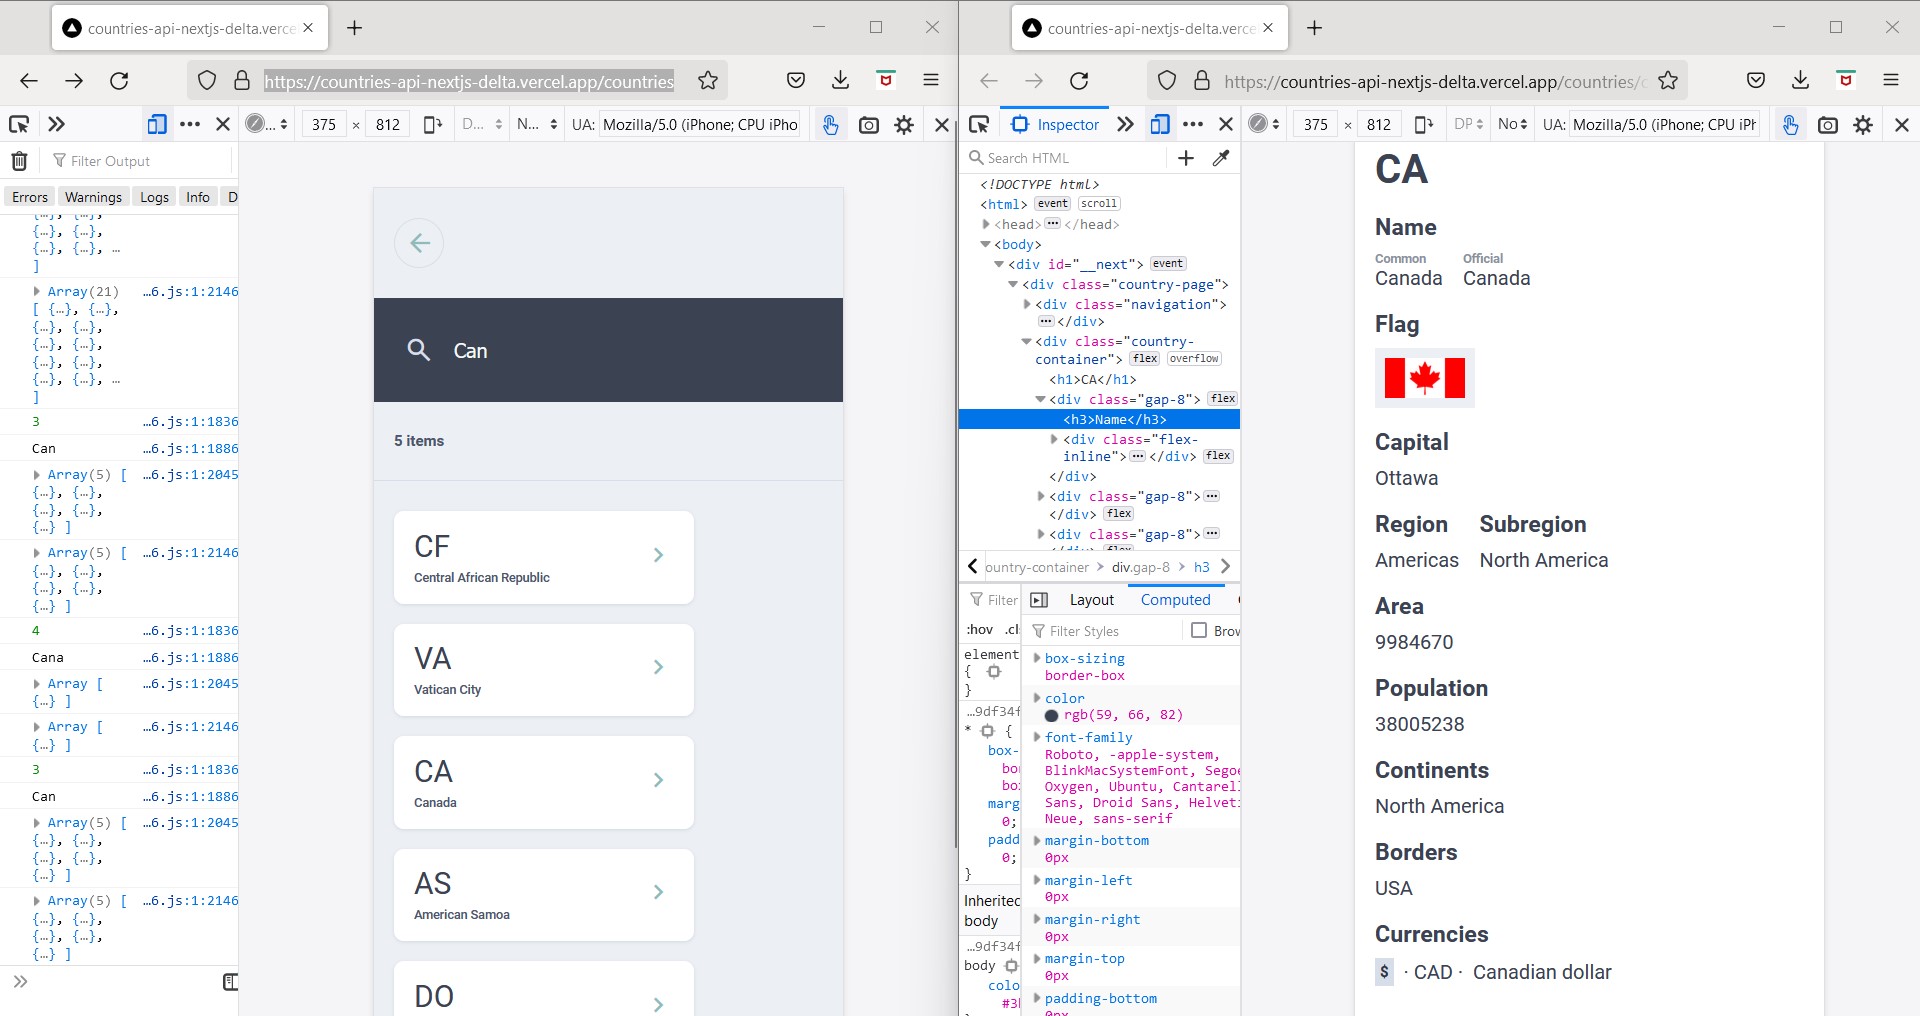 countries-api-nextjs-delta.verce
https://countries-api-nextjs-delta.vercel.app/countries
375 × 812 D... N... UA: Mozilla/5.0 (iPhone; CPU iPho
Filter Output
Errors Warnings Logs Info D
{…}, {…},
{…}, {…},
{…}, {…}, …
]
Array(21) …6.js:1:2146
[ {…}, {…},
{…}, {…},
{…}, {…},
{…}, {…},
{…}, {…}, …
]
3 …6.js:1:1836
Can …6.js:1:1886
Array(5) [ …6.js:1:2045
{…}, {…},
{…}, {…},
{…} ]
Array(5) [ …6.js:1:2146
{…}, {…},
{…}, {…},
{…} ]
4 …6.js:1:1836
Cana …6.js:1:1886
Array [ …6.js:1:2045
{…} ]
Array [ …6.js:1:2146
{…} ]
3 …6.js:1:1836
Can …6.js:1:1886
Array(5) [ …6.js:1:2045
{…}, {…},
{…}, {…},
{…} ]
Array(5) [ …6.js:1:2146
{…}, {…},
{…}, {…},
{…} ]
Can
5 items
CF
Central African Republic
VA
Vatican City
CA
Canada
AS
American Samoa
DO
countries-api-nextjs-delta.verce
https://countries-api-nextjs-delta.vercel.app/countries/c
Inspector
375 × 812 DP No UA: Mozilla/5.0 (iPhone; CPU iPh
Search HTML
<!DOCTYPE html>
<html> event scroll
<head> ••• </head>
<body>
<div id="__next"> event
<div class="country-page">
<div class="navigation">
••• </div>
<div class="country-
container"> flex overflow
<h1>CA</h1>
<div class="gap-8"> flex
<h3>Name</h3>
<div class="flex-
inline"> ••• </div> flex
</div>
<div class="gap-8"> •••
</div> flex
<div class="gap-8"> •••
</div> flex
ountry-container > div.gap-8 > h3
Filter
:hov .cl
element
{
}
…9df34f
* {
box-
bor
box
marg
0;
padd
0;
}
Inherited
body
…9df34f
body
colo
#3
Layout Computed
Filter Styles Brow
box-sizing
border-box
color
rgb(59, 66, 82)
font-family
Roboto, -apple-system,
BlinkMacSystemFont, Segoe
Oxygen, Ubuntu, Cantarell
Sans, Droid Sans, Helveti
Neue, sans-serif
margin-bottom
0px
margin-left
0px
margin-right
0px
margin-top
0px
padding-bottom
0px
CA
Name
Common Official
Canada Canada
Flag
Capital
Ottawa
Region Subregion
Americas North America
Area
9984670
Population
38005238
Continents
North America
Borders
USA
Currencies
$ · CAD · Canadian dollar